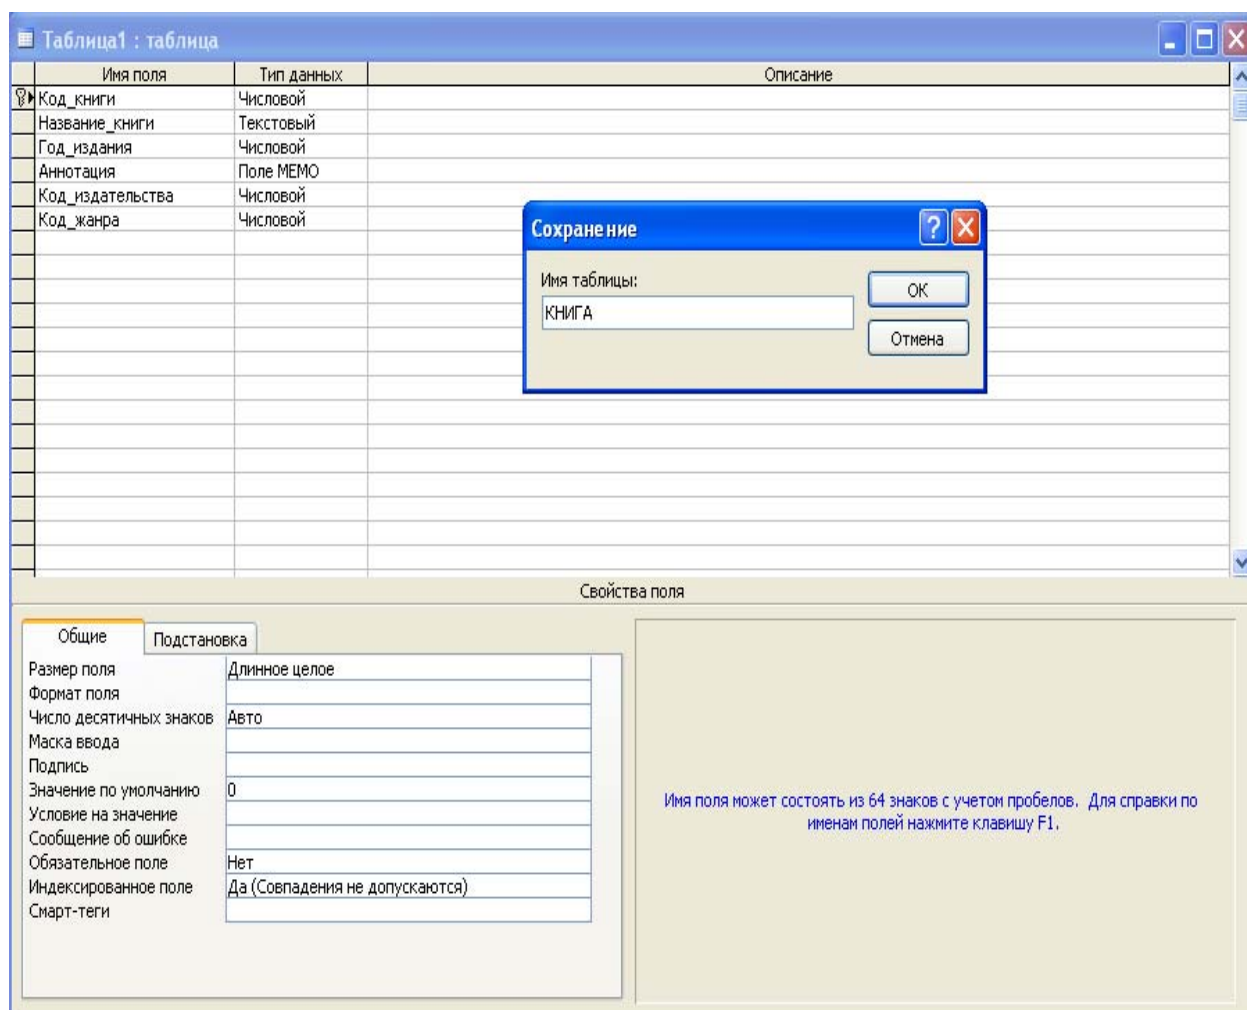 Таблица1 : таблица
Имя поля Тип данных Описание
Код_книги Числовой
Название_книги Текстовый
Год_издания Числовой
Аннотация Поле MEMO
Код_издательства Числовой
Код_жанра Числовой
Сохранение
Имя таблицы:
КНИГА
ОК
Отмена
Свойства поля
Общие Подстановка
Размер поля Длинное целое
Формат поля
Число десятичных знаков Авто
Маска ввода
Подпись
Значение по умолчанию 0
Условие на значение
Сообщение об ошибке
Обязательное поле Нет
Индексированное поле Да (Совпадения не допускаются)
Смарт-теги
Имя поля может состоять из 64 знаков с учетом пробелов. Для справки по
именам полей нажмите клавишу F1.